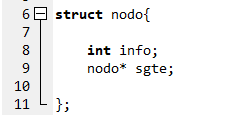 6 struct nodo{
7
8 int info;
9 nodo* sgte;
10
11 };